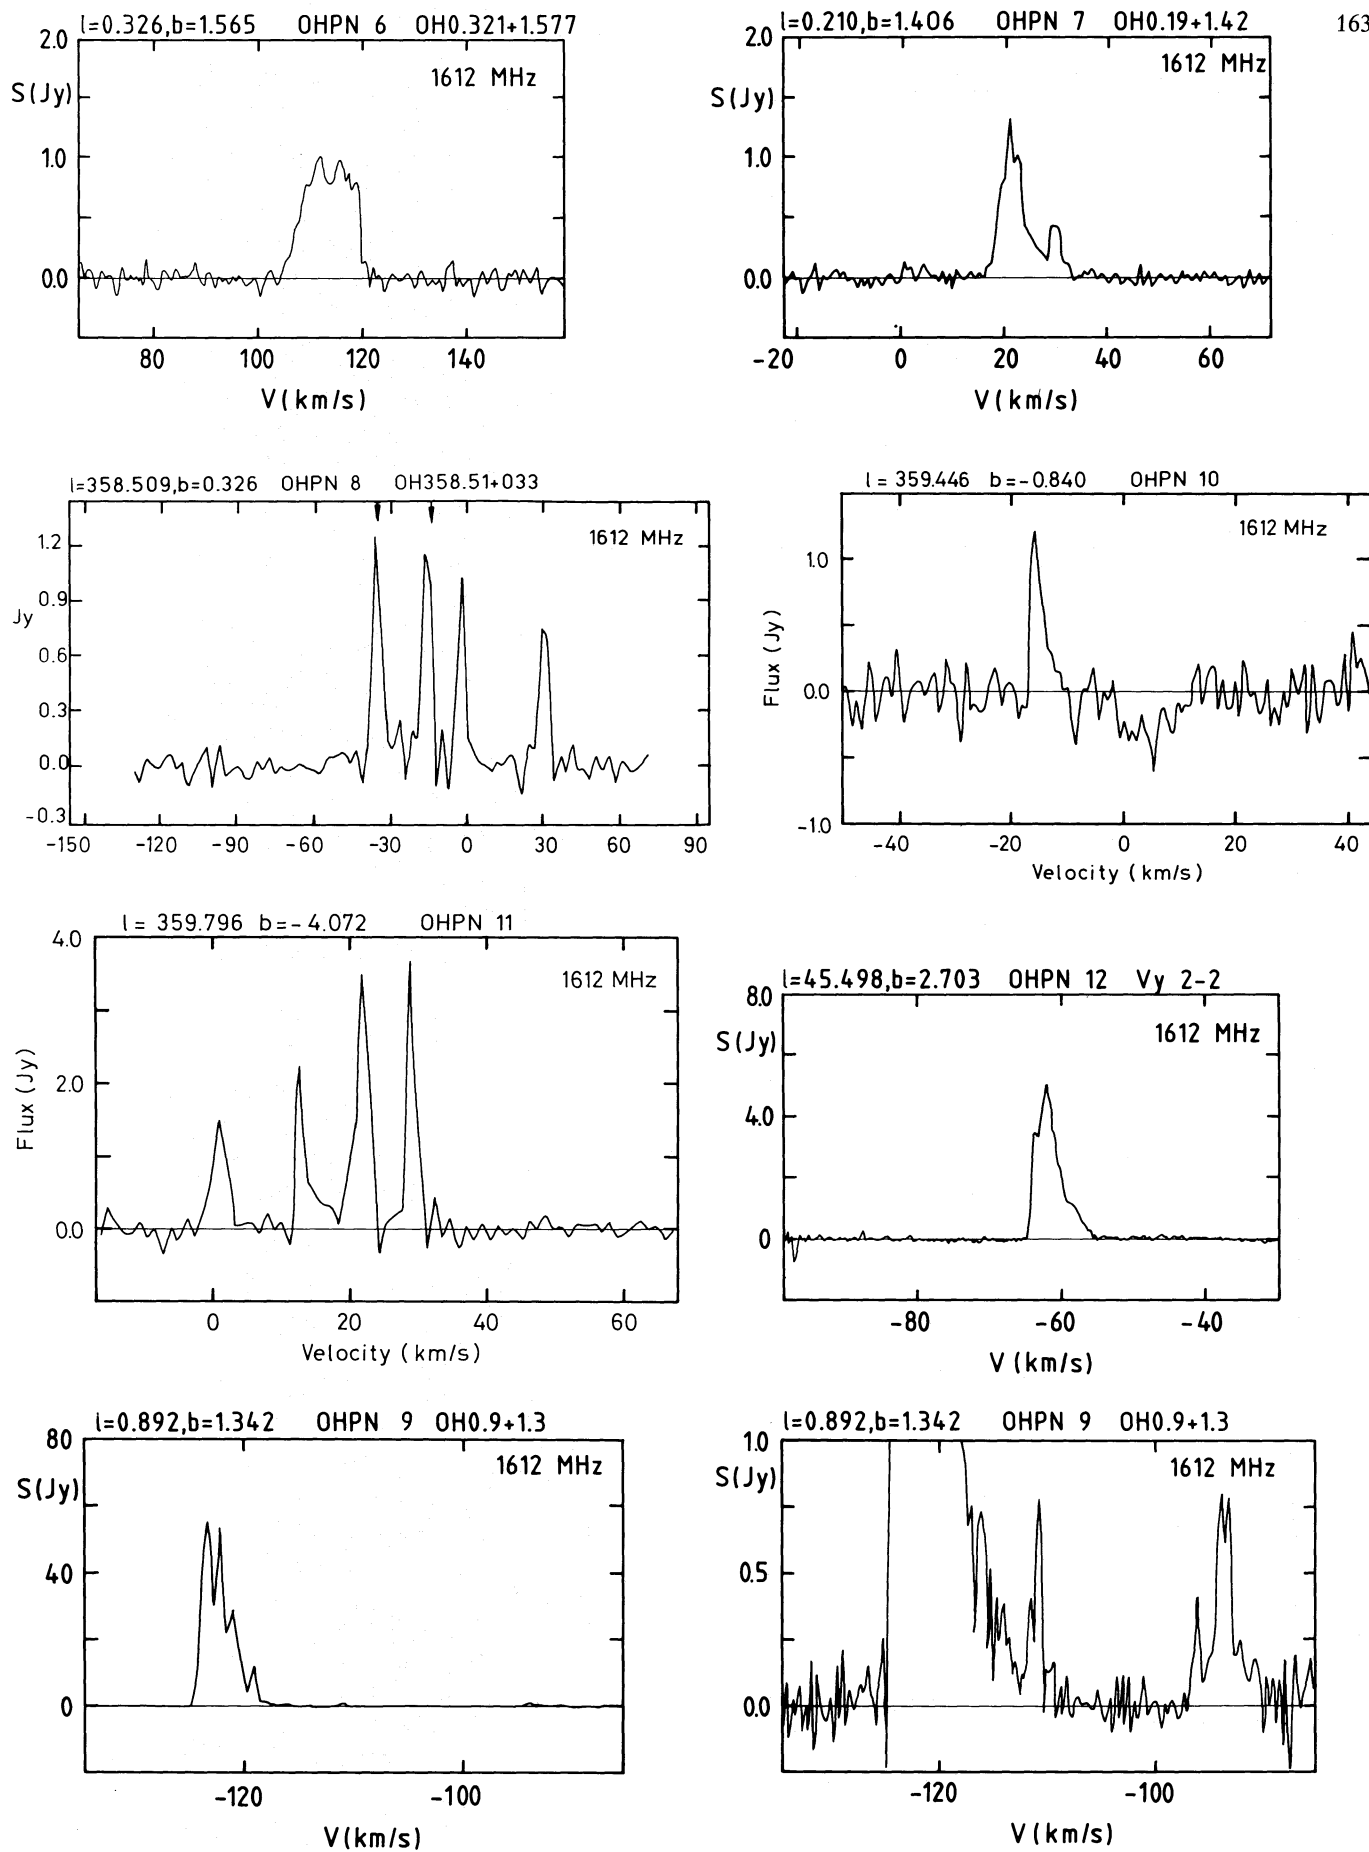 163
l=0.326,b=1.565 OHPN 6 OH0.321+1.577
2.0
S(Jy)
1612 MHz
1.0
0.0
80 100 120 140
V(km/s)
l=0.210,b=1.406 OHPN 7 OH0.19+1.42
2.0
S(Jy)
1612 MHz
1.0
0.0
-20 0 20 40 60
V(km/s)
l=358.509,b=0.326 OHPN 8 OH358.51+033
1612 MHz
1.2
0.9
Jy
0.6
0.3
0.0
-0.3
-150 -120 -90 -60 -30 0 30 60 90
l = 359.446 b=-0.840 OHPN 10
1612 MHz
1.0
Flux (Jy)
0.0
-1.0
-40 -20 0 20 40
Velocity (km/s)
l = 359.796 b=-4.072 OHPN 11
4.0
1612 MHz
Flux (Jy)
2.0
0.0
0 20 40 60
Velocity (km/s)
l=45.498,b=2.703 OHPN 12 Vy 2-2
8.0
S(Jy)
1612 MHz
4.0
0
-80 -60 -40
V (km/s)
l=0.892,b=1.342 OHPN 9 OH0.9+1.3
80
1612 MHz
S(Jy)
40
0
-120 -100
V(km/s)
l=0.892,b=1.342 OHPN 9 OH0.9+1.3
1.0
S(Jy)
1612 MHz
0.5
0.0
-120 -100
V(km/s)